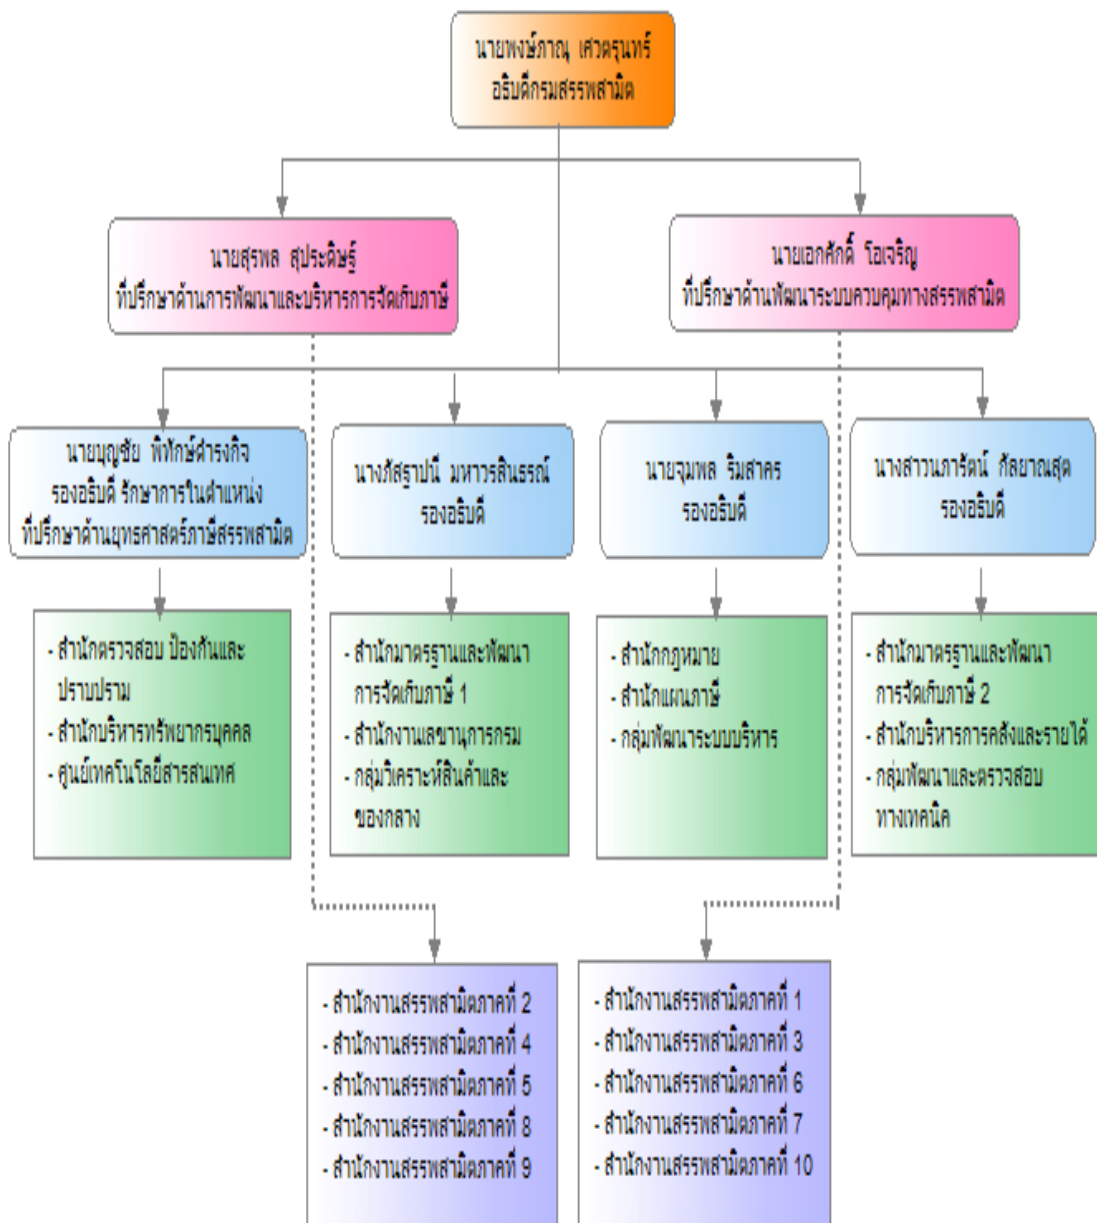 นายพงษ์ภาณุ เศวตรุนทร์
อธิบดีกรมสรรพสามิต
นายสุรพล สุประดิษฐ์
ที่ปรึกษาด้านการพัฒนาและบริหารการจัดเก็บภาษี
นายเอกศักดิ์ โอเจริญ
ที่ปรึกษาด้านพัฒนาระบบควบคุมทางสรรพสามิต
นายบุญชัย พิทักษ์ดำรงกิจ
รองอธิบดี รักษาการในตำแหน่ง
ที่ปรึกษาด้านยุทธศาสตร์ภาษีสรรพสามิต
นางภัสฐาปนี มหาวรสินธรณ์
รองอธิบดี
นายจุมพล ริมสาคร
รองอธิบดี
นางสาวนภารัตน์ กัลยาณสุต
รองอธิบดี
- สำนักตรวจสอบ ป้องกันและ
ปราบปราม
- สำนักบริหารทรัพยากรบุคคล
- ศูนย์เทคโนโลยีสารสนเทศ
- สำนักมาตรฐานและพัฒนา
การจัดเก็บภาษี 1
- สำนักงานเลขานุการกรม
- กลุ่มวิเคราะห์สินค้าและ
ของกลาง
- สำนักกฎหมาย
- สำนักแผนภาษี
- กลุ่มพัฒนาระบบบริหาร
- สำนักมาตรฐานและพัฒนา
การจัดเก็บภาษี 2
- สำนักบริหารการคลังและรายได้
- กลุ่มพัฒนาและตรวจสอบ
ทางเทคนิค
- สำนักงานสรรพสามิตภาคที่ 2
- สำนักงานสรรพสามิตภาคที่ 4
- สำนักงานสรรพสามิตภาคที่ 5
- สำนักงานสรรพสามิตภาคที่ 8
- สำนักงานสรรพสามิตภาคที่ 9
- สำนักงานสรรพสามิตภาคที่ 1
- สำนักงานสรรพสามิตภาคที่ 3
- สำนักงานสรรพสามิตภาคที่ 6
- สำนักงานสรรพสามิตภาคที่ 7
- สำนักงานสรรพสามิตภาคที่ 10